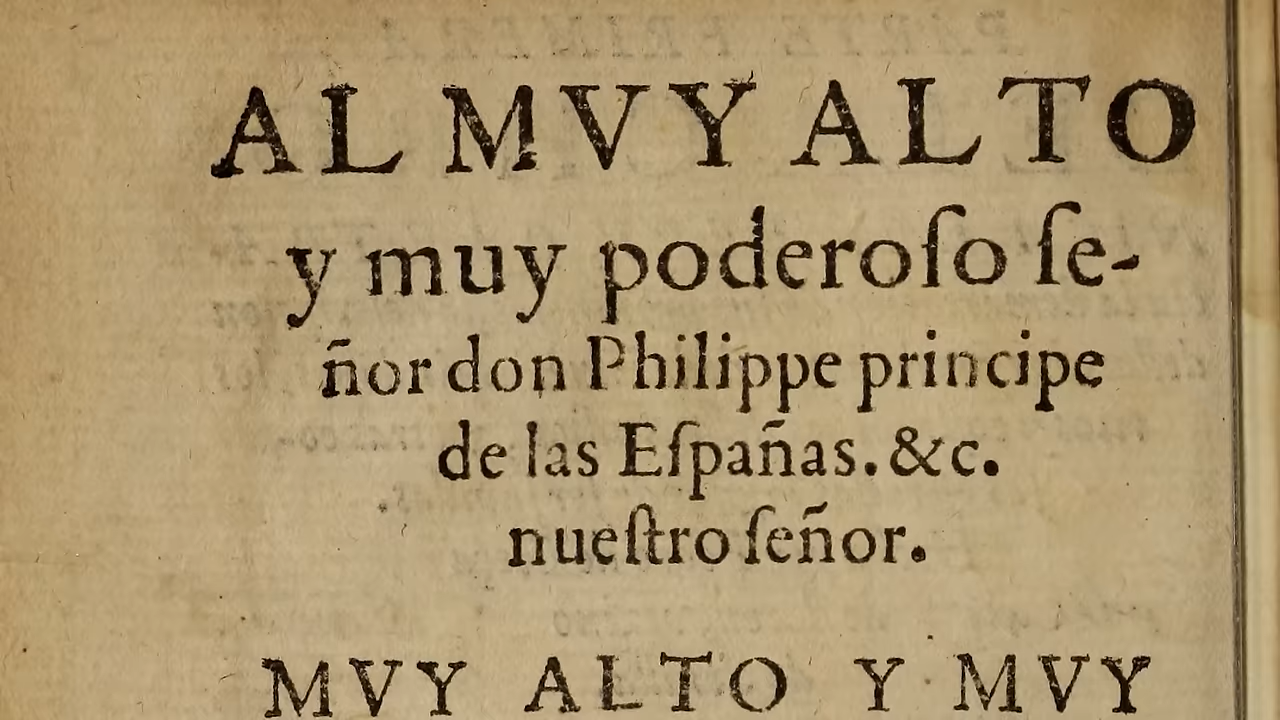 AL MVY ALTO
y muy poderoſo ſe-
ñor don Philippe principe
de las Eſpañas. &c.
nueſtro ſeñor.
MVY ALTO Y MVY